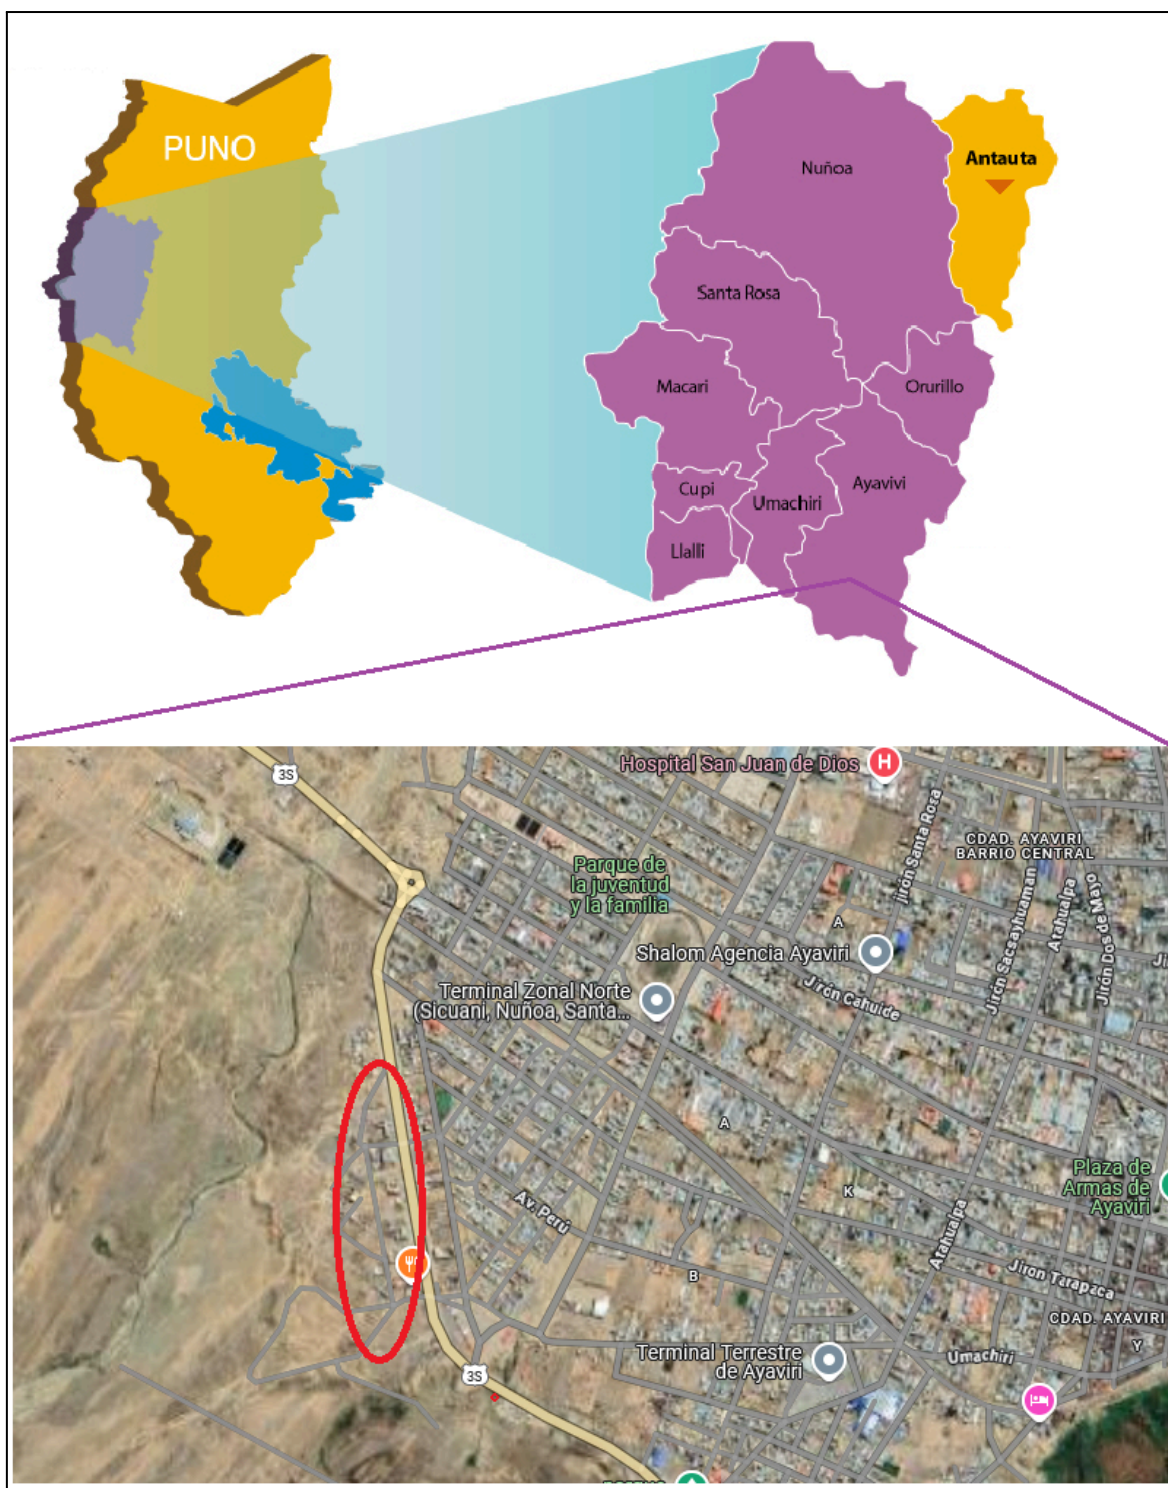 PUNO
Nuñoa
Antauta
Santa Rosa
Macari
Orurillo
Cupi
Umachiri
Ayavivi
Llalli
3S
Hospital San Juan de Dios
H
jirón Santa Rosa
CDAD. AYAVIRI
BARRIO CENTRAL
Parque de
la juventud
y la familia
A
Shalom Agencia Ayaviri
Jirón Sacsayhuaman
Atahualpa
Jirón Dos de Mayo
Ji
Terminal Zonal Norte
(Sicuani, Nuñoa, Santa...
Jirón Cahuide
A
Plaza de
Armas de
Ayaviri
K
Av. Perú
Atahualpa
B
Jiron Tarapaca
CDAD. AYAVIRI
Y
Terminal Terrestre
de Ayaviri
Umachiri
3S